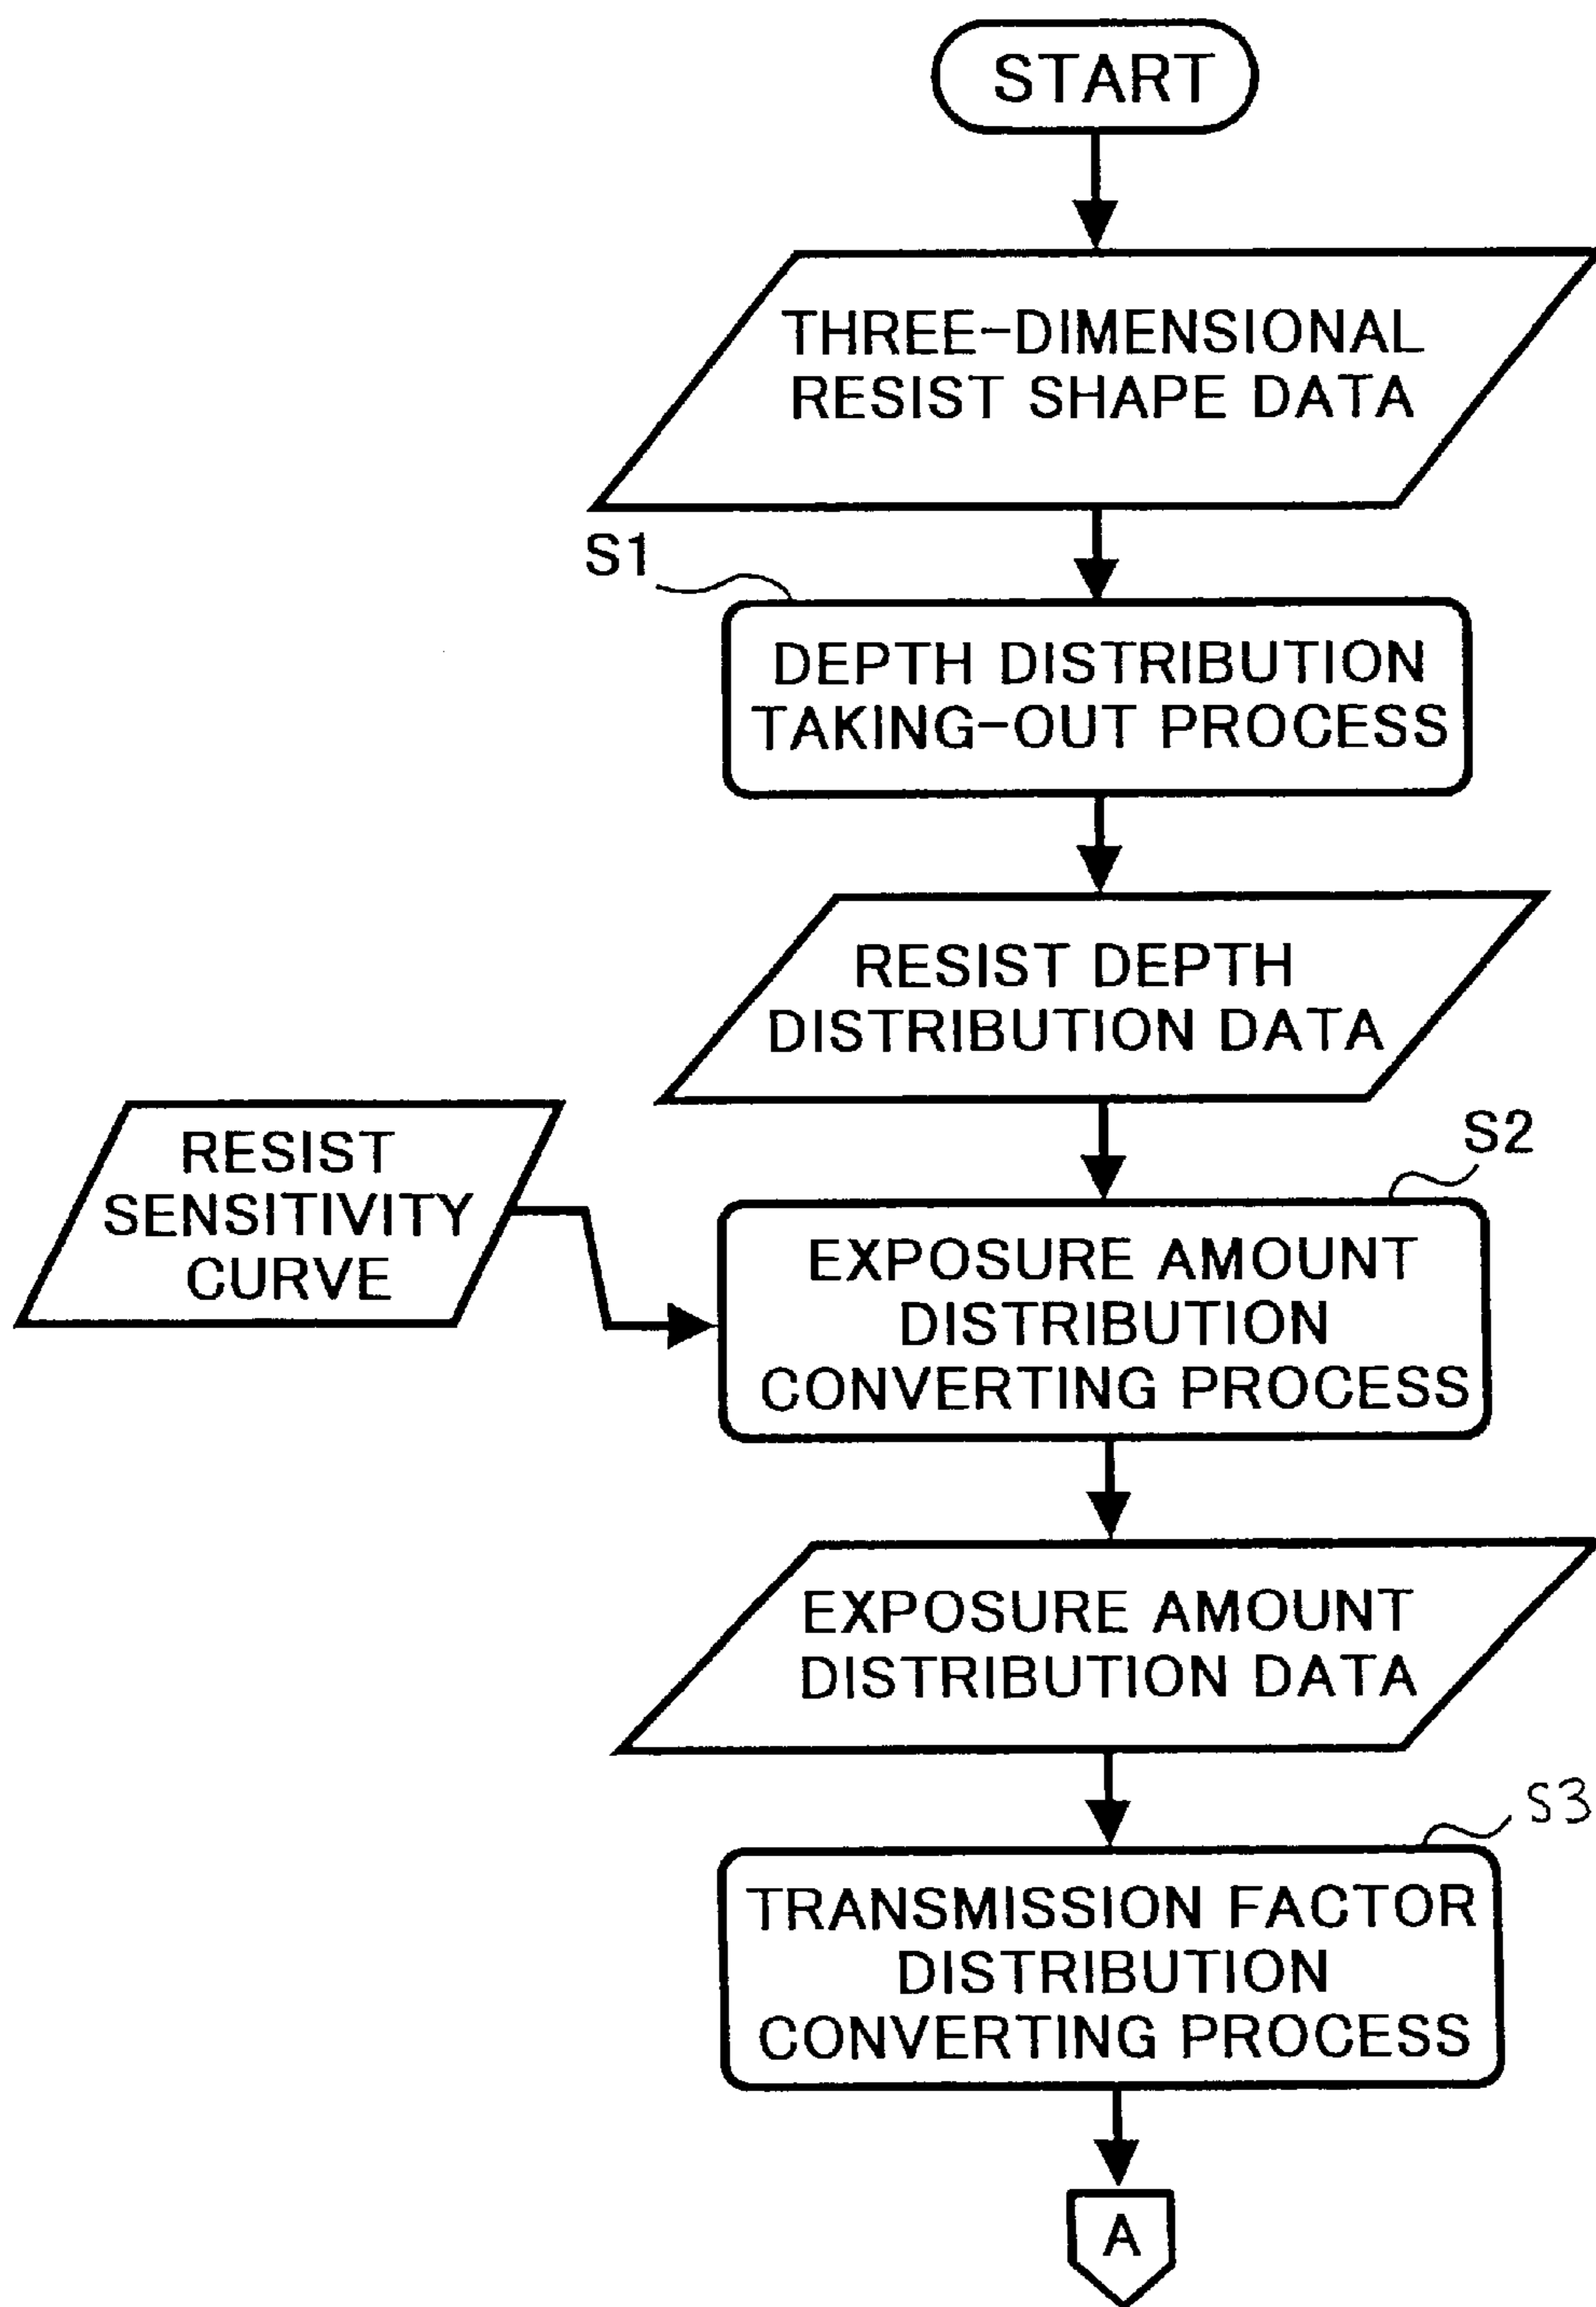 START
THREE-DIMENSIONAL
RESIST SHAPE DATA
S1
DEPTH DISTRIBUTION
TAKING-OUT PROCESS
RESIST DEPTH
DISTRIBUTION DATA
RESIST
SENSITIVITY
CURVE
S2
EXPOSURE AMOUNT
DISTRIBUTION
CONVERTING PROCESS
EXPOSURE AMOUNT
DISTRIBUTION DATA
S3
TRANSMISSION FACTOR
DISTRIBUTION
CONVERTING PROCESS
A